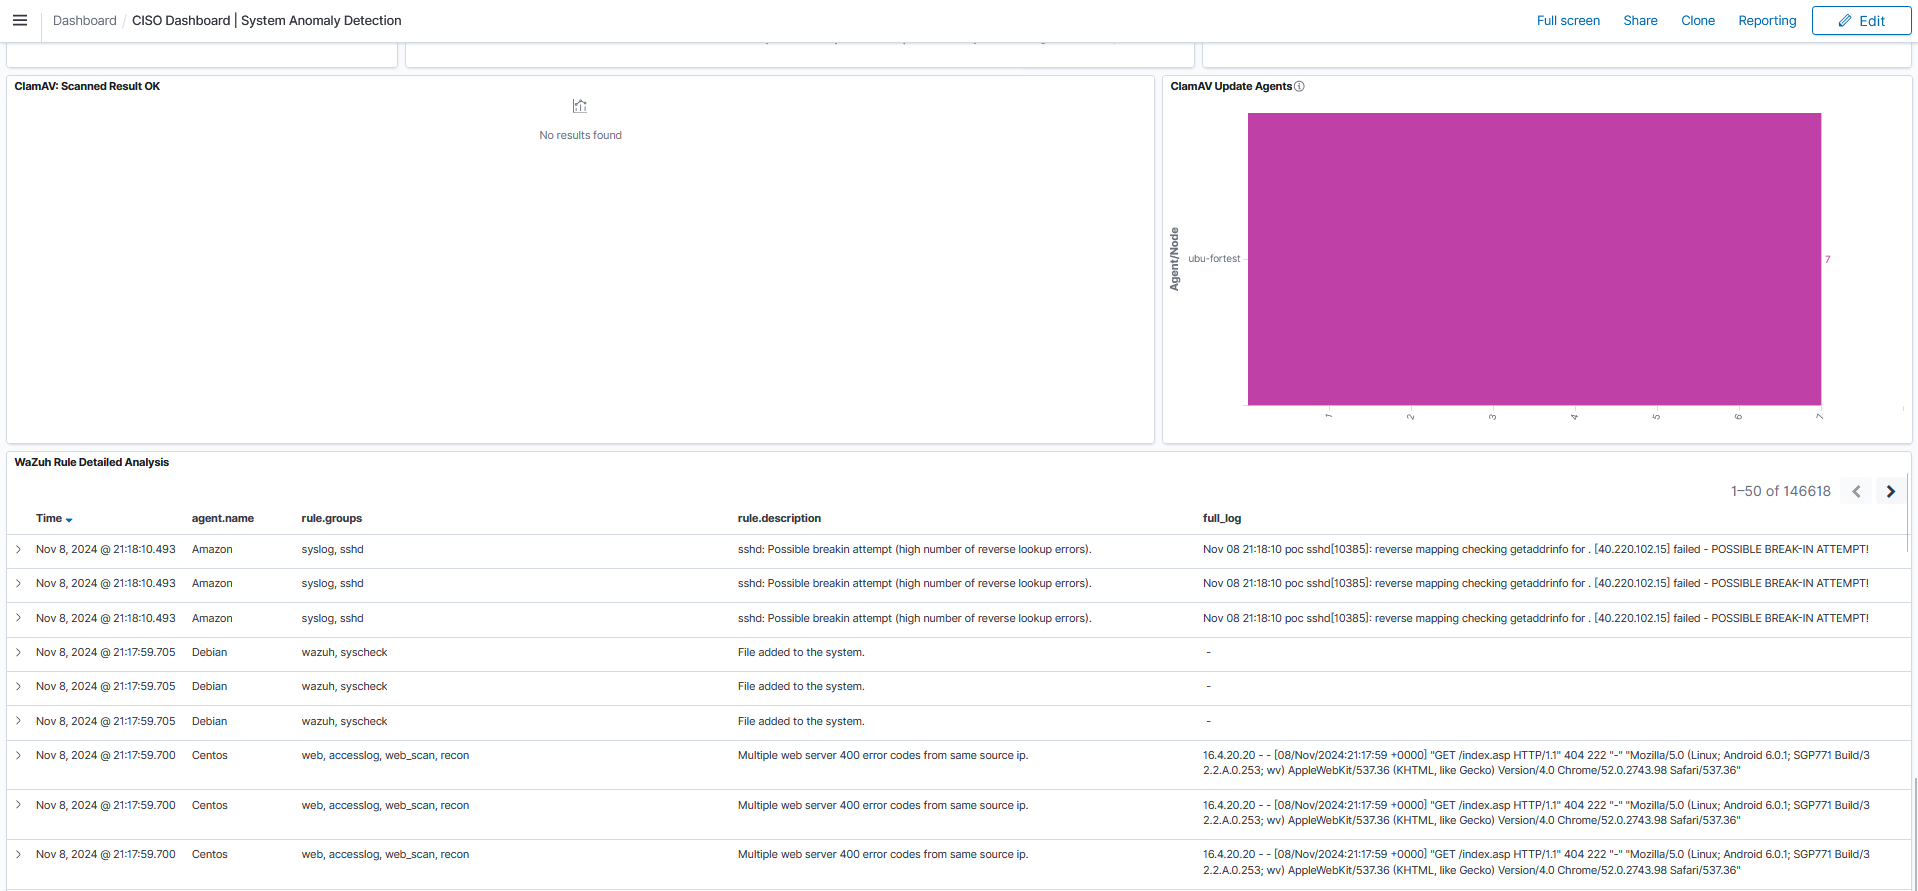 Dashboard / CISO Dashboard | System Anomaly Detection
Full screen Share Clone Reporting Edit
ClamAV: Scanned Result OK
No results found
ClamAV Update Agents
Agent/Node
ubu-fortest
7
1 2 3 4 5 6 7
WaZuh Rule Detailed Analysis
1–50 of 146618
Time agent.name rule.groups rule.description full_log
Nov 8, 2024 @ 21:18:10.493 Amazon syslog, sshd sshd: Possible breakin attempt (high number of reverse lookup errors). Nov 08 21:18:10 poc sshd[10385]: reverse mapping checking getaddrinfo for . [40.220.102.15] failed - POSSIBLE BREAK-IN ATTEMPT!
Nov 8, 2024 @ 21:18:10.493 Amazon syslog, sshd sshd: Possible breakin attempt (high number of reverse lookup errors). Nov 08 21:18:10 poc sshd[10385]: reverse mapping checking getaddrinfo for . [40.220.102.15] failed - POSSIBLE BREAK-IN ATTEMPT!
Nov 8, 2024 @ 21:18:10.493 Amazon syslog, sshd sshd: Possible breakin attempt (high number of reverse lookup errors). Nov 08 21:18:10 poc sshd[10385]: reverse mapping checking getaddrinfo for . [40.220.102.15] failed - POSSIBLE BREAK-IN ATTEMPT!
Nov 8, 2024 @ 21:17:59.705 Debian wazuh, syscheck File added to the system. -
Nov 8, 2024 @ 21:17:59.705 Debian wazuh, syscheck File added to the system. -
Nov 8, 2024 @ 21:17:59.705 Debian wazuh, syscheck File added to the system. -
Nov 8, 2024 @ 21:17:59.700 Centos web, accesslog, web_scan, recon Multiple web server 400 error codes from same source ip. 16.4.20.20 - - [08/Nov/2024:21:17:59 +0000] "GET /index.asp HTTP/1.1" 404 222 "-" "Mozilla/5.0 (Linux; Android 6.0.1; SGP771 Build/3
2.2.A.0.253; wv) AppleWebKit/537.36 (KHTML, like Gecko) Version/4.0 Chrome/52.0.2743.98 Safari/537.36"
Nov 8, 2024 @ 21:17:59.700 Centos web, accesslog, web_scan, recon Multiple web server 400 error codes from same source ip. 16.4.20.20 - - [08/Nov/2024:21:17:59 +0000] "GET /index.asp HTTP/1.1" 404 222 "-" "Mozilla/5.0 (Linux; Android 6.0.1; SGP771 Build/3
2.2.A.0.253; wv) AppleWebKit/537.36 (KHTML, like Gecko) Version/4.0 Chrome/52.0.2743.98 Safari/537.36"
Nov 8, 2024 @ 21:17:59.700 Centos web, accesslog, web_scan, recon Multiple web server 400 error codes from same source ip. 16.4.20.20 - - [08/Nov/2024:21:17:59 +0000] "GET /index.asp HTTP/1.1" 404 222 "-" "Mozilla/5.0 (Linux; Android 6.0.1; SGP771 Build/3
2.2.A.0.253; wv) AppleWebKit/537.36 (KHTML, like Gecko) Version/4.0 Chrome/52.0.2743.98 Safari/537.36"